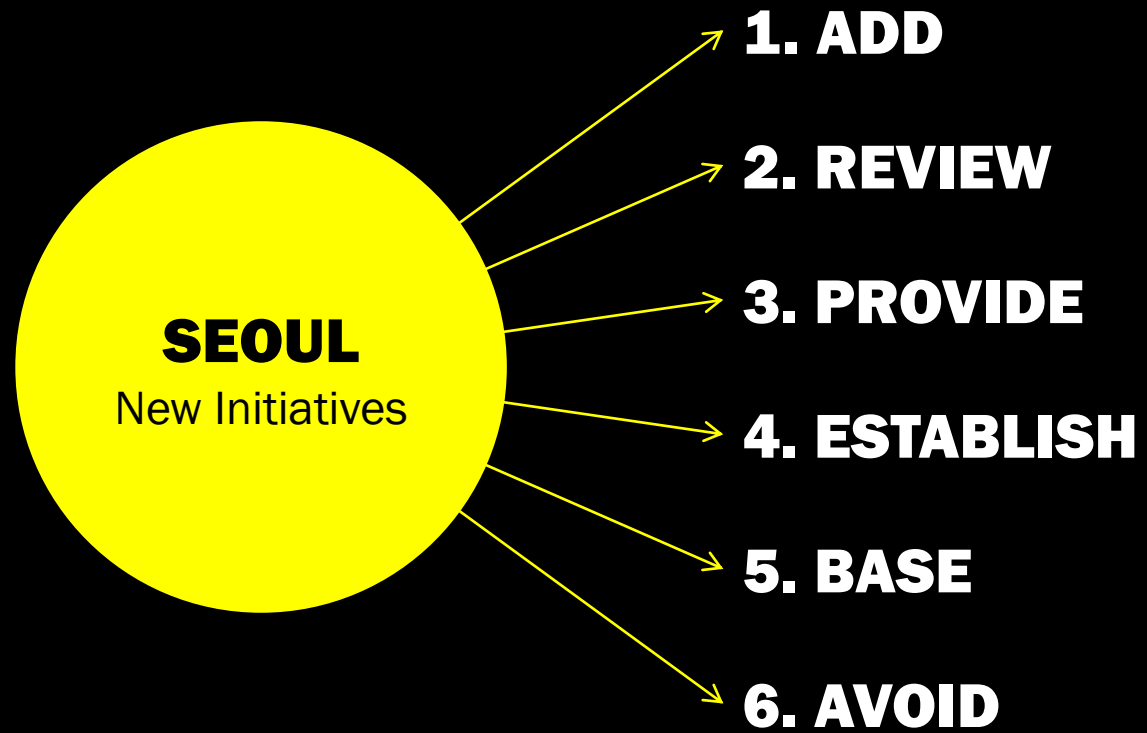 SEOUL
New Initiatives
1. ADD
2. REVIEW
3. PROVIDE
4. ESTABLISH
5. BASE
6. AVOID